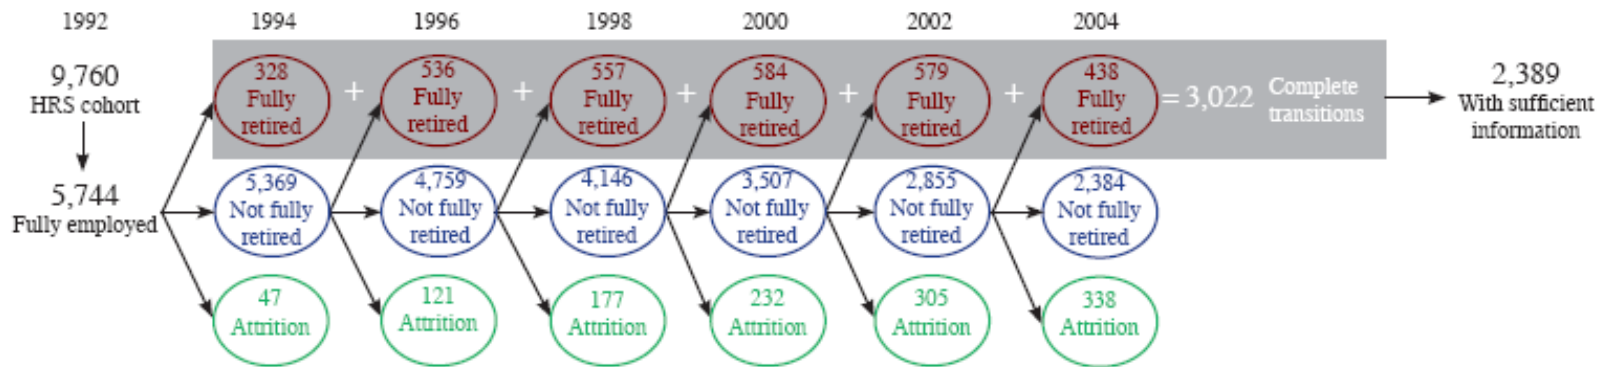 1992 1994 1996 1998 2000 2002 2004
9,760
HRS cohort
5,744
Fully employed
328
Fully
retired
+
536
Fully
retired
+
557
Fully
retired
+
584
Fully
retired
+
579
Fully
retired
+
438
Fully
retired
= 3,022 Complete
transitions
2,389
With sufficient
information
5,369
Not fully
retired
4,759
Not fully
retired
4,146
Not fully
retired
3,507
Not fully
retired
2,855
Not fully
retired
2,384
Not fully
retired
47
Attrition
121
Attrition
177
Attrition
232
Attrition
305
Attrition
338
Attrition